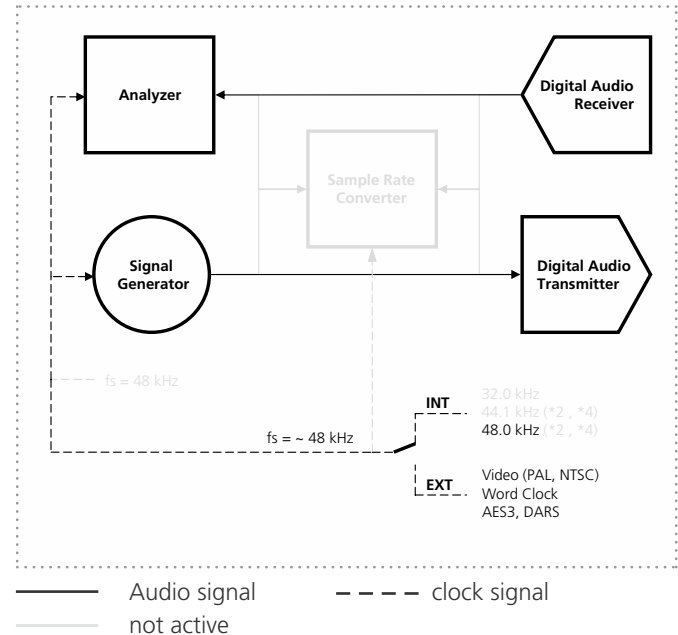 Analyzer
Digital Audio
Receiver
Sample Rate
Converter
Signal
Generator
Digital Audio
Transmitter
fs = 48 kHz
fs = ~ 48 kHz
INT
32.0 kHz
44.1 kHz (*2 , *4)
48.0 kHz (*2 , *4)
EXT
Video (PAL, NTSC)
Word Clock
AES3, DARS
Audio signal
clock signal
not active